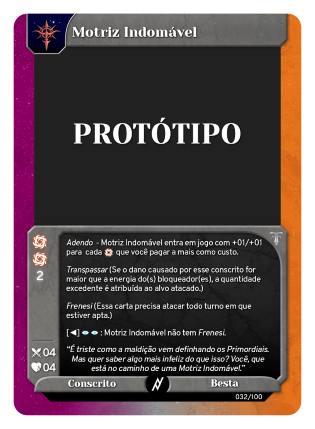 Motriz Indomável
PROTÓTIPO
2
Adendo - Motriz Indomável entra em jogo com +01/+01
para cada que você pagar a mais como custo.
Transpassar (Se o dano causado por esse conscrito for
maior que a energia do(s) bloqueador(es), a quantidade
excedente é atribuída ao alvo atacado.)
Frenesi (Essa carta precisa atacar todo turno em que
estiver apta.)
[◄] : Motriz Indomável não tem Frenesi.
“É triste como a maldição vem definhando os Primordiais.
Mas quer saber algo mais infeliz do que isso? Você, que
está no caminho de uma Motriz Indomável.”
04
04
Conscrito
Besta
032/100